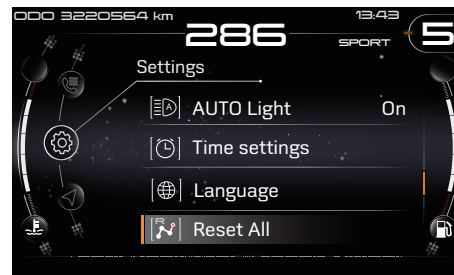 ODO 3220564 km
286
13:43
SPORT
5
Settings
A AUTO Light On
Time settings
Language
R Reset All